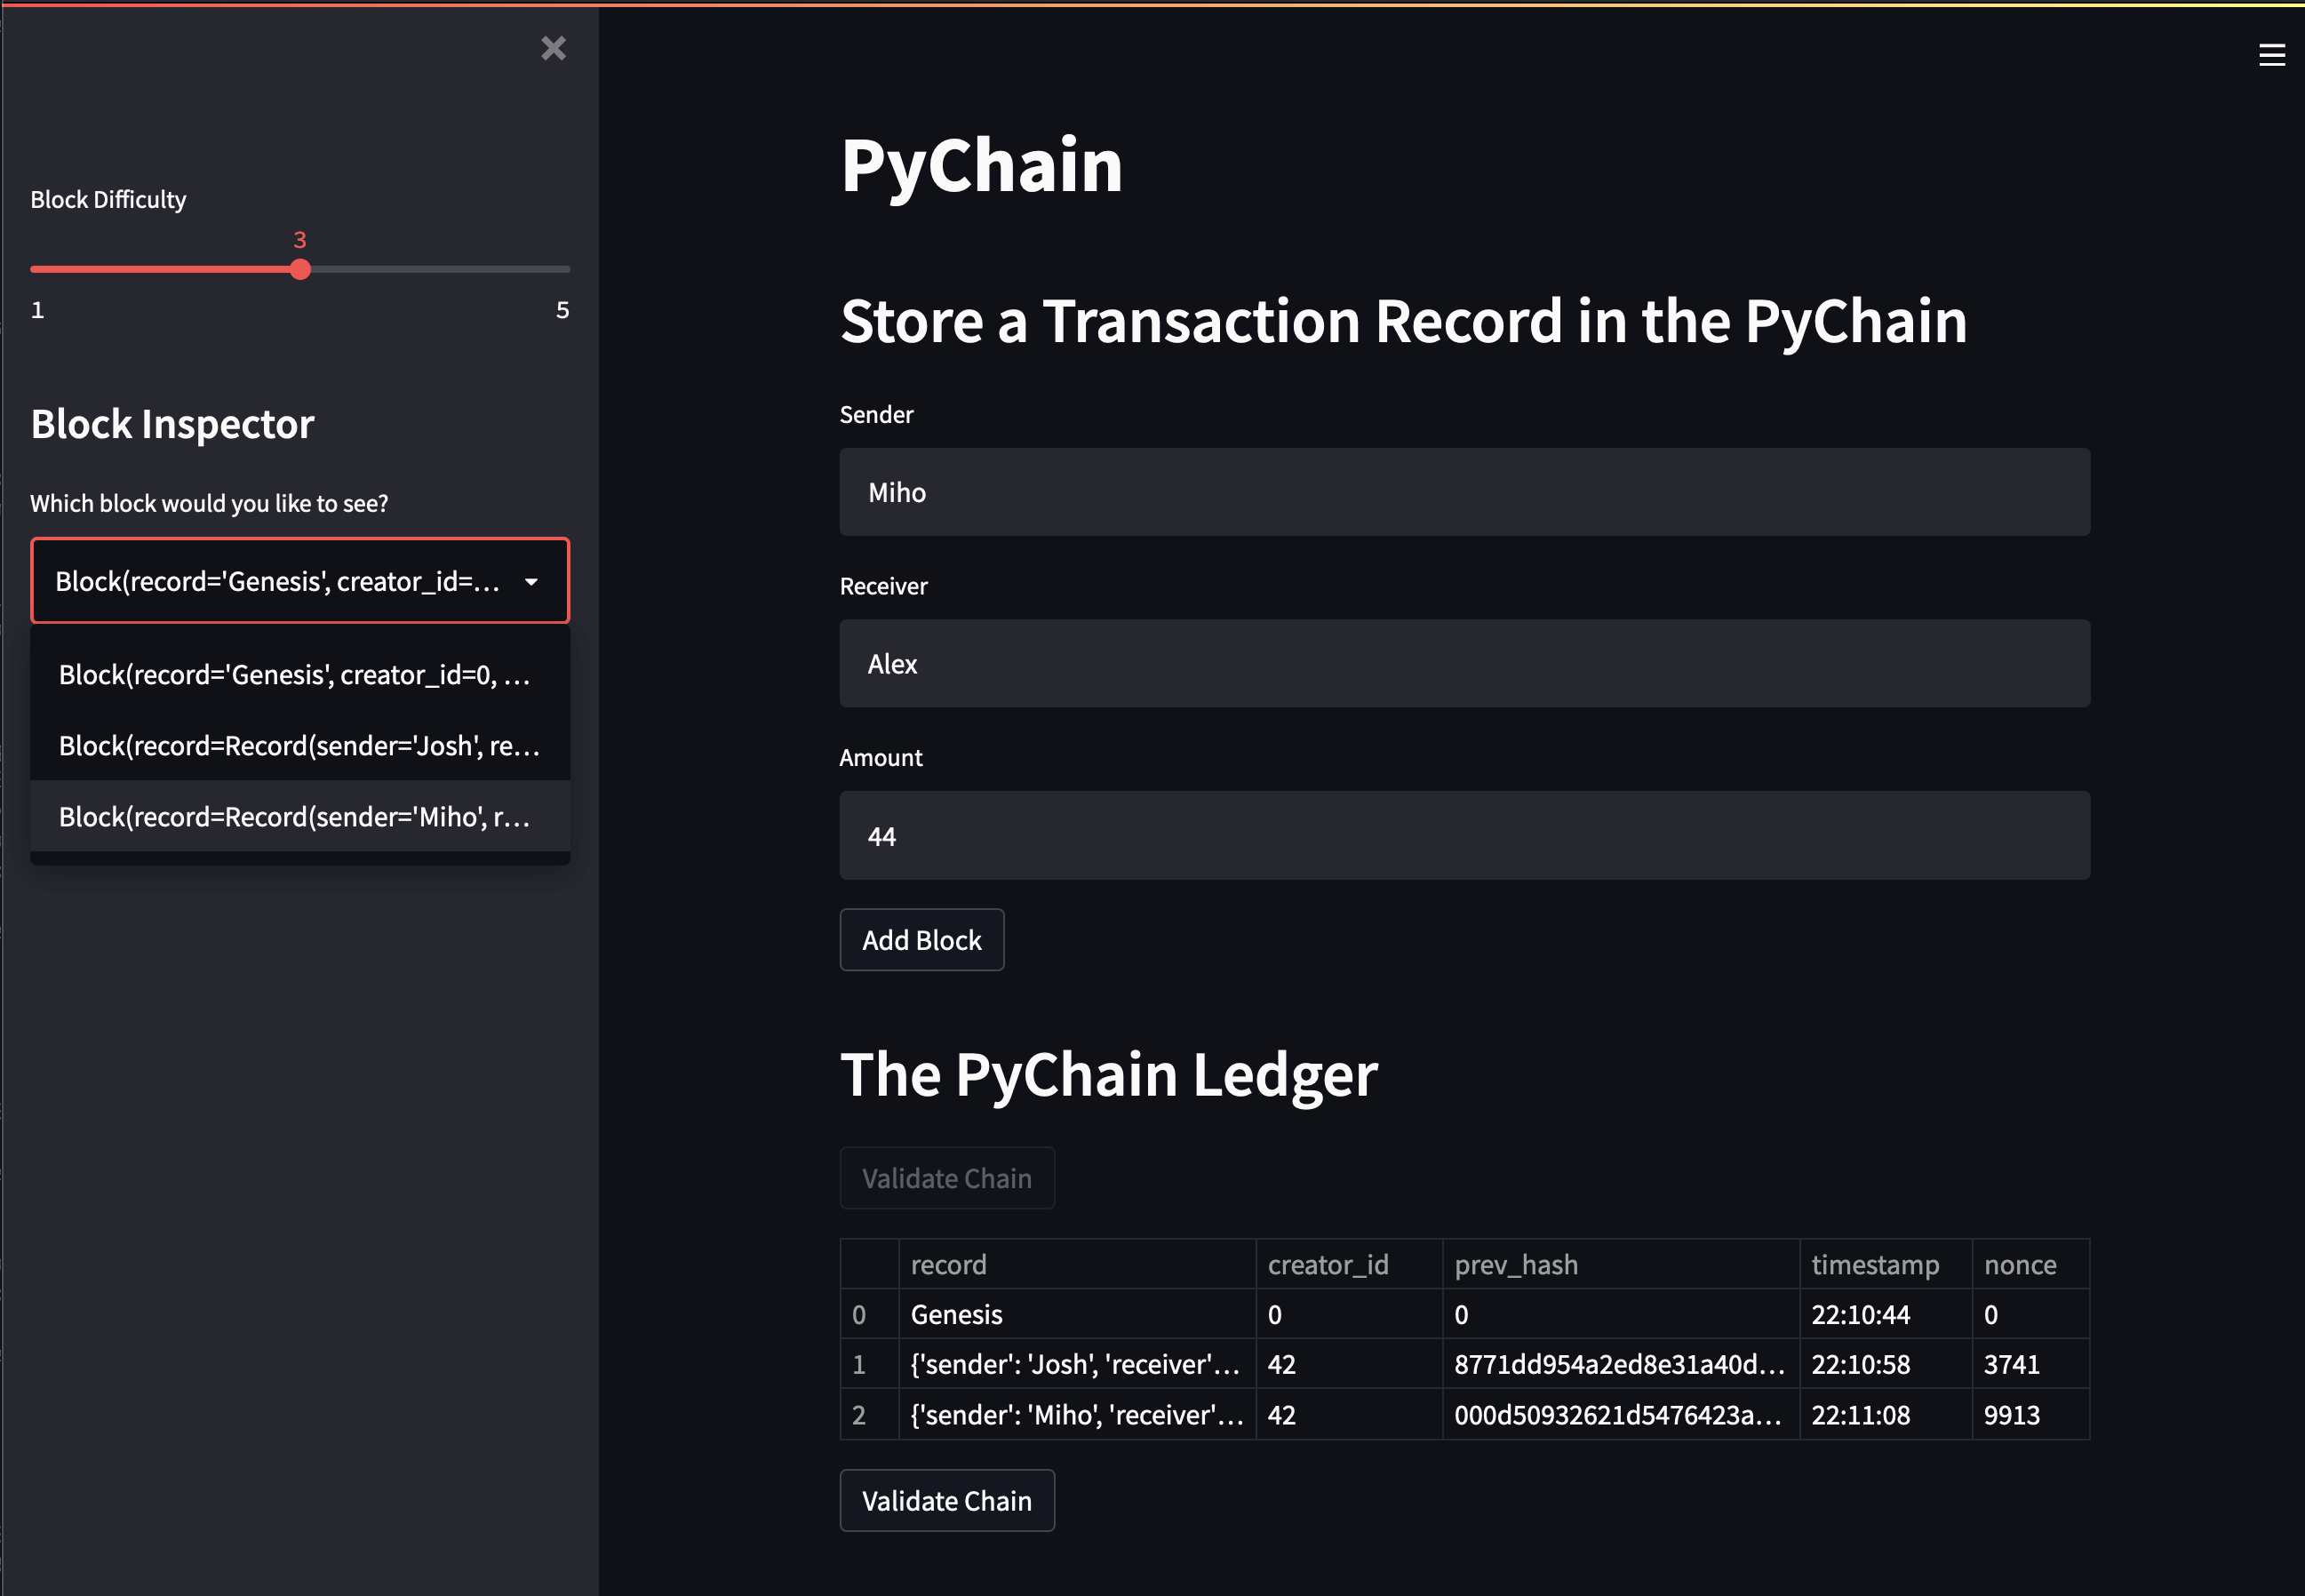 Block Difficulty
3
1 5
Block Inspector
Which block would you like to see?
Block(record='Genesis', creator_id=...
Block(record='Genesis', creator_id=0, ...
Block(record=Record(sender='Josh', re...
Block(record=Record(sender='Miho', r...
PyChain
Store a Transaction Record in the PyChain
Sender
Miho
Receiver
Alex
Amount
44
Add Block
The PyChain Ledger
Validate Chain
record creator_id prev_hash timestamp nonce
0 Genesis 0 0 22:10:44 0
1 {'sender': 'Josh', 'receiver'... 42 8771dd954a2ed8e31a40d... 22:10:58 3741
2 {'sender': 'Miho', 'receiver'... 42 000d50932621d5476423a... 22:11:08 9913
Validate Chain